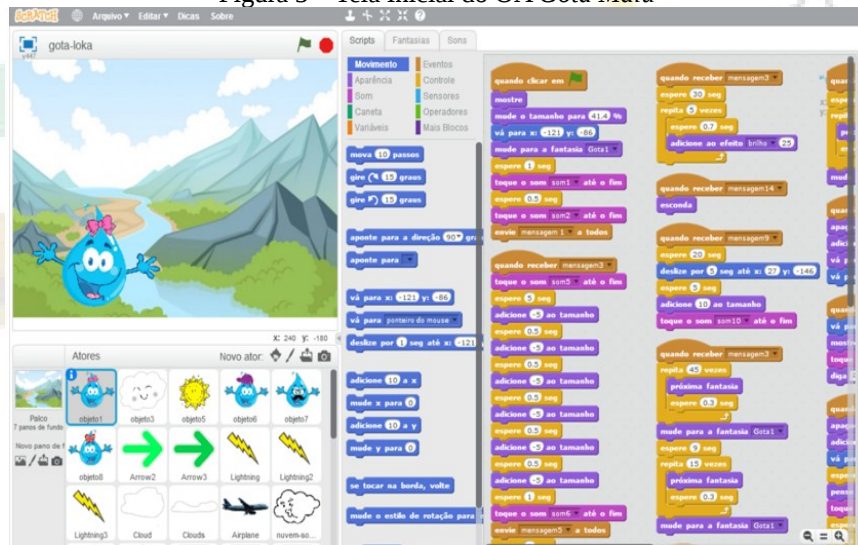 Figura 3 – Tela inicial do OA Gota Mata
SCRATCH Arquivo Editar Dicas Sobre
gota-loka
y447
x: 240 y: -180
Atores Novo ator:
Palco
7 panos de fundo
Novo pano de f
objeto1 objeto3 objeto5 objeto6 objeto7
objeto8 Arrow2 Arrow3 Lightning Lightning2
Lightning3 Cloud Clouds Airplane nuvem-so...
Scripts Fantasias Sons
Movimento Eventos
Aparência Controle
Som Sensores
Caneta Operadores
Variáveis Mais Blocos
mova 10 passos
gire 15 graus
gire 15 graus
aponte para a direção 90 gra
aponte para
vá para x: -121 y: -86
vá para ponteiro do mouse
deslize por 1 seg até x: -121
adicione 10 a x
mude x para 0
adicione 10 a y
mude y para 0
se tocar na borda, volte
mude o estilo de rotação para
quando clicar em
mostre
mude o tamanho para 41.4 %
vá para x: -121 y: -86
mude para a fantasia Gota1
espere 1 seg
toque o som som1 até o fim
espere 0.5 seg
toque o som som2 até o fim
envie mensagem 1 a todos
quando receber mensagem3
toque o som som5 até o fim
espere 5 seg
adicione -5 ao tamanho
espere 0.5 seg
adicione -5 ao tamanho
espere 0.5 seg
adicione -5 ao tamanho
espere 0.5 seg
adicione -5 ao tamanho
espere 0.5 seg
adicione -5 ao tamanho
espere 0.5 seg
adicione -5 ao tamanho
espere 1 seg
toque o som som6 até o fim
envie mensagem5 a todos
quando receber mensagem3
espere 30 seg
repita 5 vezes
espere 0.7 seg
adicione ao efeito brilho 25
quando receber mensagem14
esconda
quando receber mensagem9
espere 20 seg
deslize por 5 seg até x: 27 y: -146
espere 5 seg
adicione 10 ao tamanho
toque o som som10 até o fim
quando receber mensagem3
repita 45 vezes
próxima fantasia
espere 0.3 seg
mude para a fantasia Gota1
espere 9 seg
repita 15 vezes
próxima fantasia
espere 0.3 seg
mude para a fantasia Gota1